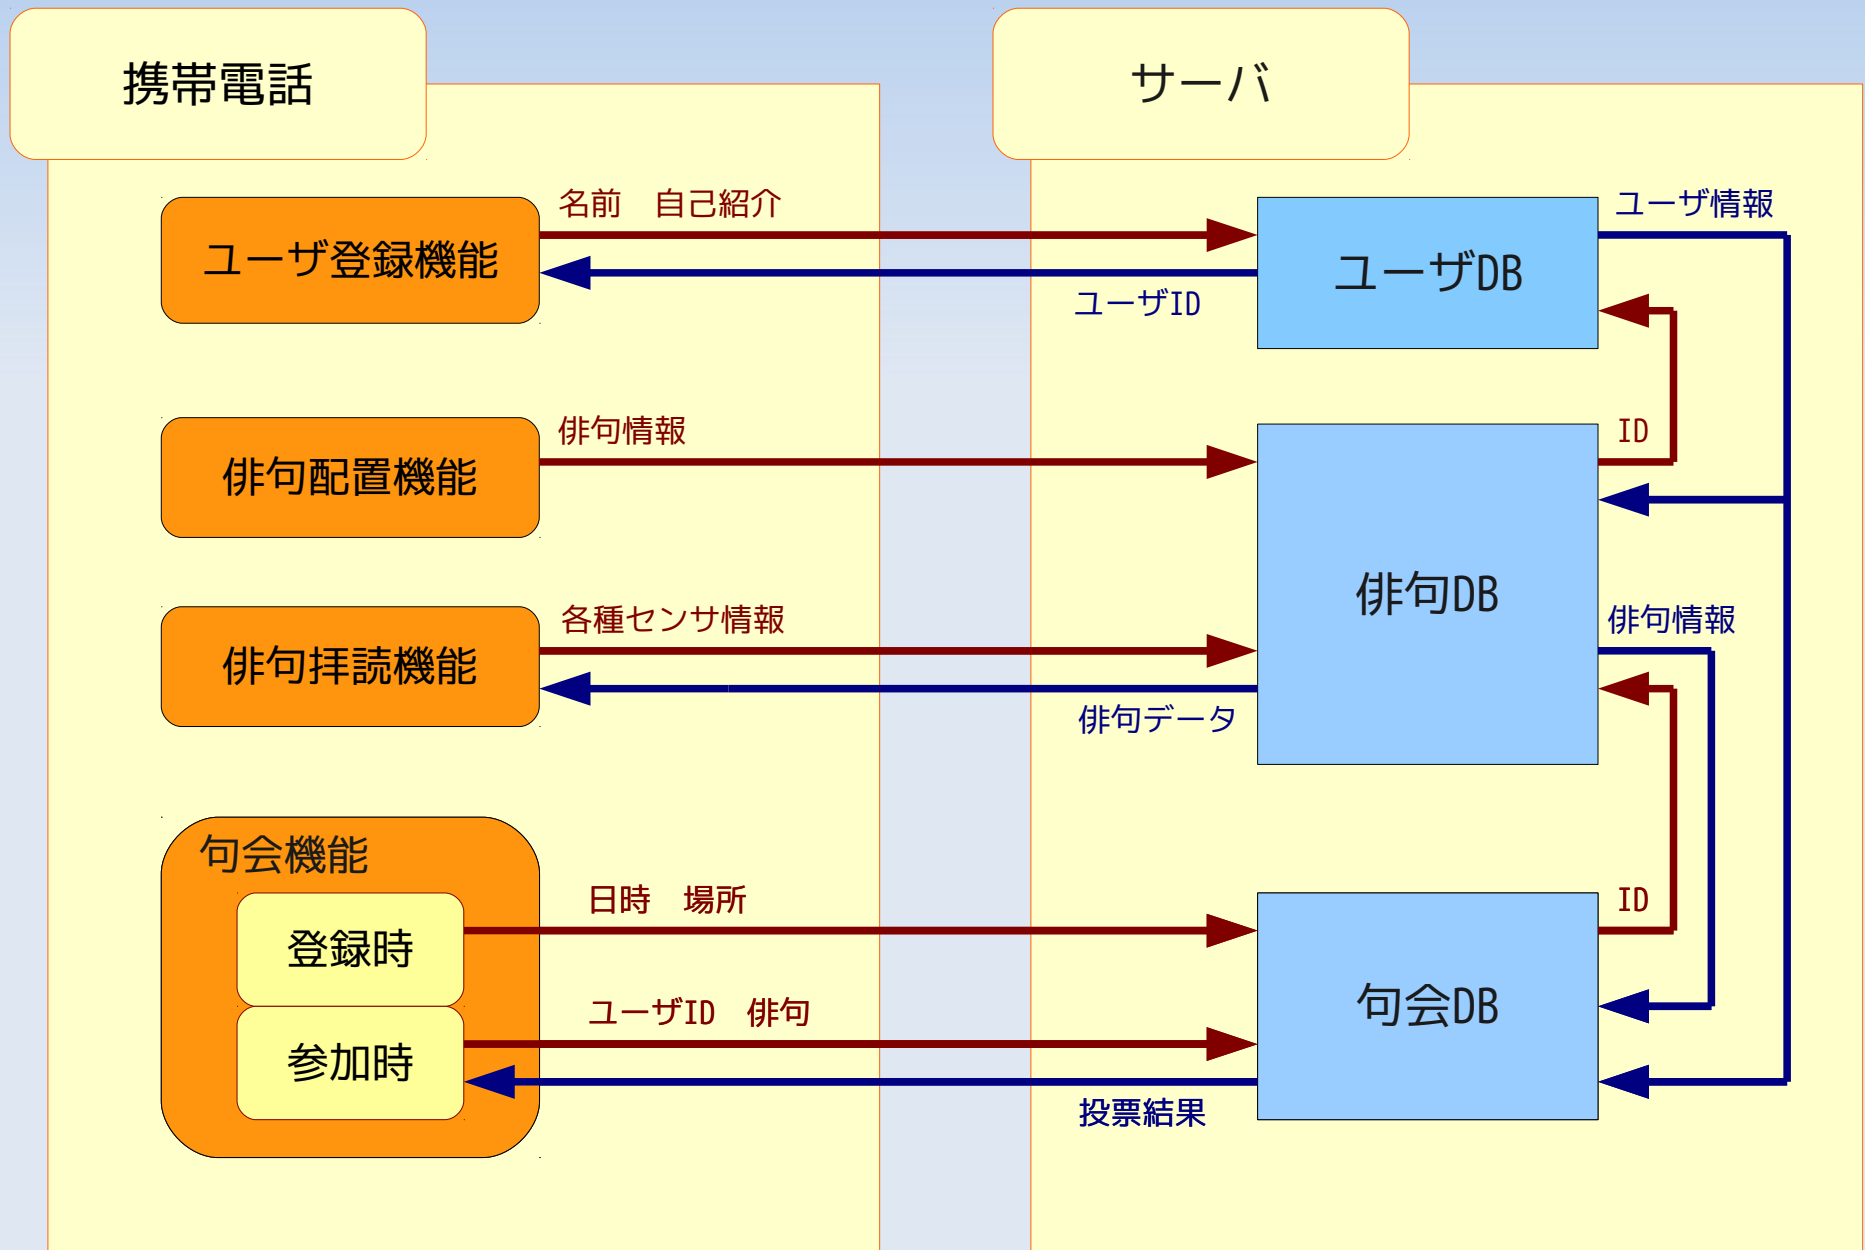 携帯電話
サーバ
名前　自己紹介
ユーザ情報
ユーザ登録機能
ユーザDB
ユーザID
俳句情報
ID
俳句配置機能
俳句DB
各種センサ情報
俳句情報
俳句拝読機能
俳句データ
句会機能
日時　場所
ID
登録時
ユーザID　俳句
句会DB
参加時
投票結果